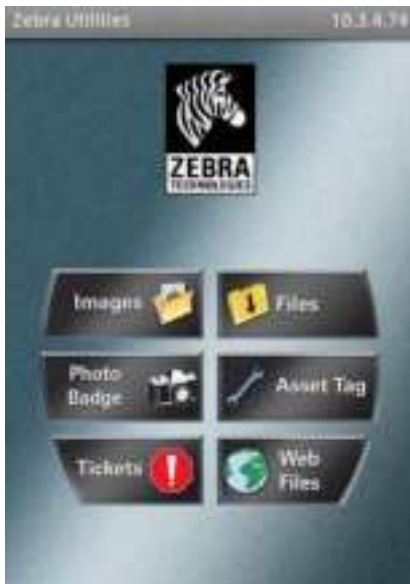 Zebra Utilities 10.3.4.74
ZEBRA
TECHNOLOGIES
Images
Files
Photo
Badge
Asset Tag
Tickets
Web
Files